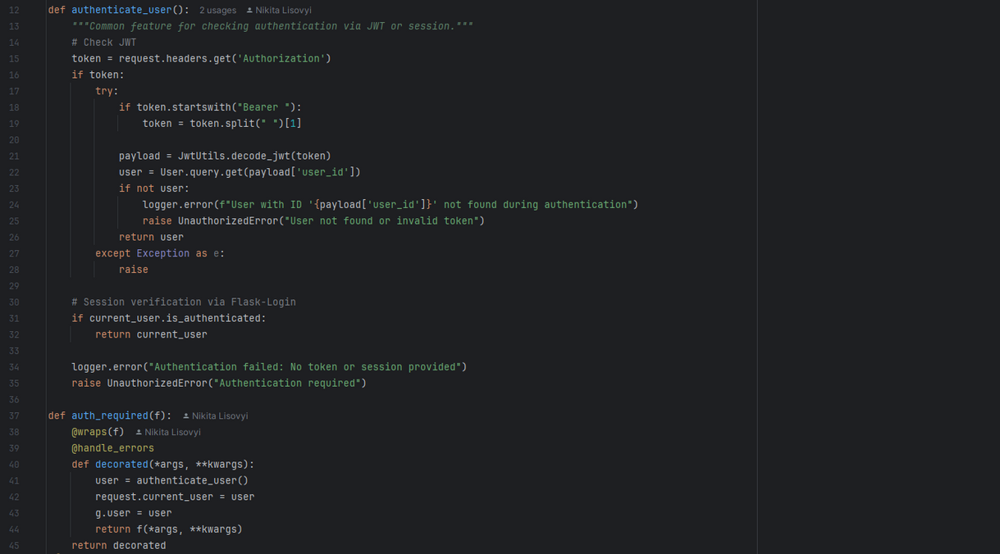 12 def authenticate_user(): 2 usages Nikita Lisovyi
13 """Common feature for checking authentication via JWT or session."""
14 # Check JWT
15 token = request.headers.get('Authorization')
16 if token:
17 try:
18 if token.startswith("Bearer "):
19 token = token.split(" ")[1]
20
21 payload = JwtUtils.decode_jwt(token)
22 user = User.query.get(payload['user_id'])
23 if not user:
24 logger.error(f"User with ID '{payload['user_id']}' not found during authentication")
25 raise UnauthorizedError("User not found or invalid token")
26 return user
27 except Exception as e:
28 raise
29
30 # Session verification via Flask-Login
31 if current_user.is_authenticated:
32 return current_user
33
34 logger.error("Authentication failed: No token or session provided")
35 raise UnauthorizedError("Authentication required")
36
37 def auth_required(f): Nikita Lisovyi
38 @wraps(f) Nikita Lisovyi
39 @handle_errors
40 def decorated(*args, **kwargs):
41 user = authenticate_user()
42 request.current_user = user
43 g.user = user
44 return f(*args, **kwargs)
45 return decorated